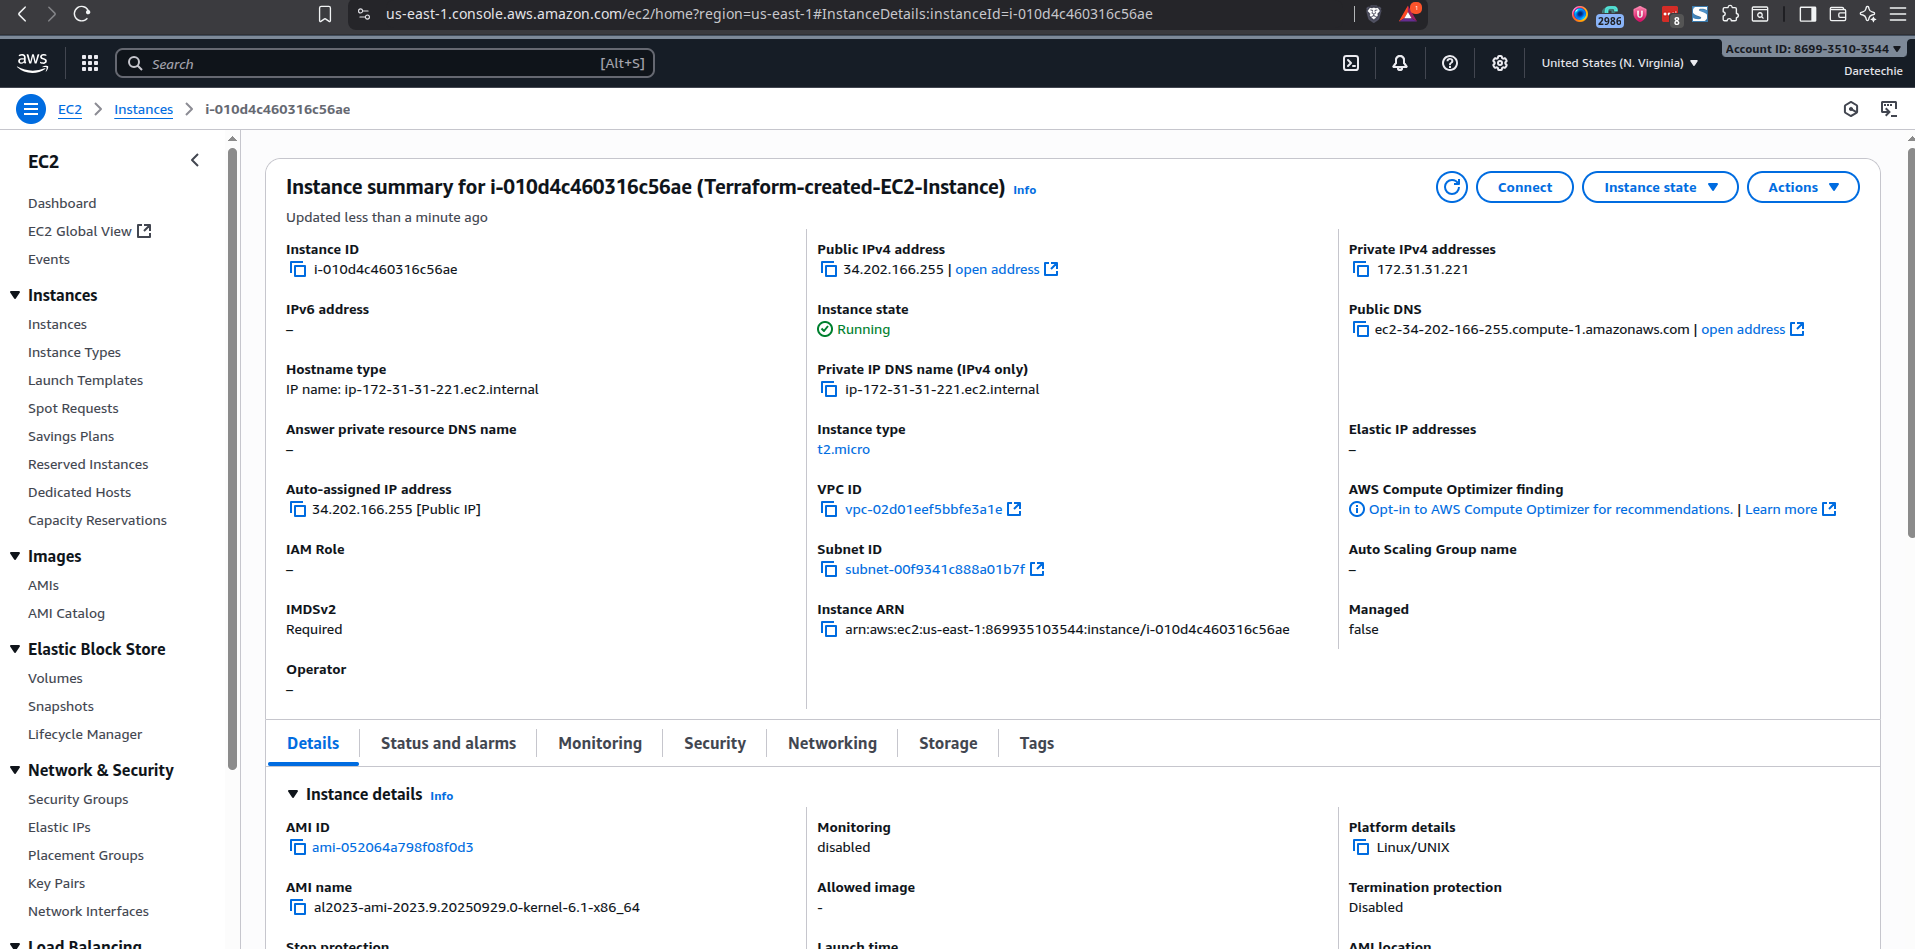 us-east-1.console.aws.amazon.com/ec2/home?region=us-east-1#InstanceDetails:instanceId=i-010d4c460316c56ae
1
2986
8
aws
Search
[Alt+S]
United States (N. Virginia)
Account ID: 8699-3510-3544
Daretechie
EC2
Instances
i-010d4c460316c56ae
EC2
Dashboard
EC2 Global View
Events
Instances
Instances
Instance Types
Launch Templates
Spot Requests
Savings Plans
Reserved Instances
Dedicated Hosts
Capacity Reservations
Images
AMIs
AMI Catalog
Elastic Block Store
Volumes
Snapshots
Lifecycle Manager
Network & Security
Security Groups
Elastic IPs
Placement Groups
Key Pairs
Network Interfaces
Load Balancing
Instance summary for i-010d4c460316c56ae (Terraform-created-EC2-Instance) Info
Connect
Instance state
Actions
Updated less than a minute ago
Instance ID
i-010d4c460316c56ae
Public IPv4 address
34.202.166.255 | open address
Private IPv4 addresses
172.31.31.221
IPv6 address
–
Instance state
Running
Public DNS
ec2-34-202-166-255.compute-1.amazonaws.com | open address
Hostname type
IP name: ip-172-31-31-221.ec2.internal
Private IP DNS name (IPv4 only)
ip-172-31-31-221.ec2.internal
Answer private resource DNS name
–
Instance type
t2.micro
Elastic IP addresses
–
Auto-assigned IP address
34.202.166.255 [Public IP]
VPC ID
vpc-02d01eef5bbfe3a1e
AWS Compute Optimizer finding
Opt-in to AWS Compute Optimizer for recommendations. | Learn more
IAM Role
–
Subnet ID
subnet-00f9341c888a01b7f
Auto Scaling Group name
–
IMDSv2
Required
Instance ARN
arn:aws:ec2:us-east-1:869935103544:instance/i-010d4c460316c56ae
Managed
false
Operator
–
Details
Status and alarms
Monitoring
Security
Networking
Storage
Tags
Instance details Info
AMI ID
ami-052064a798f08f0d3
Monitoring
disabled
Platform details
Linux/UNIX
AMI name
al2023-ami-2023.9.20250929.0-kernel-6.1-x86_64
Allowed image
-
Termination protection
Disabled
Stop protection
Launch time
AMI location